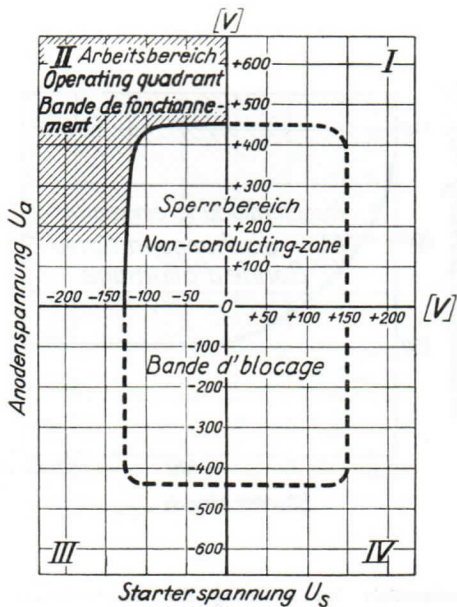 [V]
II Arbeitsbereich
Operating quadrant
Bande de fonctionne-
ment
I
+600
+500
+400
+300
Sperrbereich
+200
Non-conducting-zone
+100
-200 -150 -100 -50 0
+50 +100 +150 +200
[V]
-100
Bande d'blocage
-200
-300
-400
-500
-600
III
IV
Anodenspannung Ua
Starterspannung Us